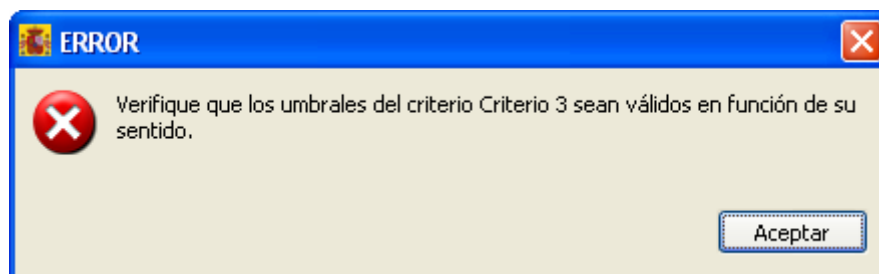 ERROR
Verifique que los umbrales del criterio Criterio 3 sean válidos en función de su
sentido.
Aceptar